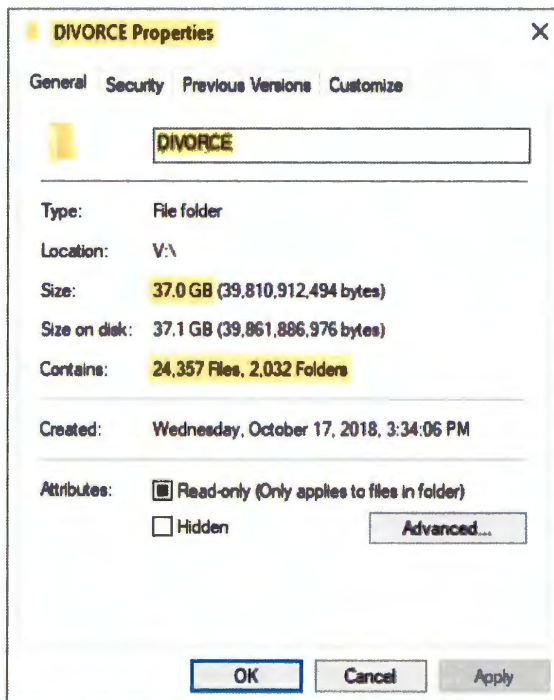 DIVORCE Properties
General Security Previous Versions Customize
DIVORCE
Type: File folder
Location: V:\
Size: 37.0 GB (39,810,912,494 bytes)
Size on disk: 37.1 GB (39,861,886,976 bytes)
Contains: 24,357 Files, 2,032 Folders
Created: Wednesday, October 17, 2018, 3:34:06 PM
Attributes: Read-only (Only applies to files in folder)
Hidden Advanced...
OK Cancel Apply